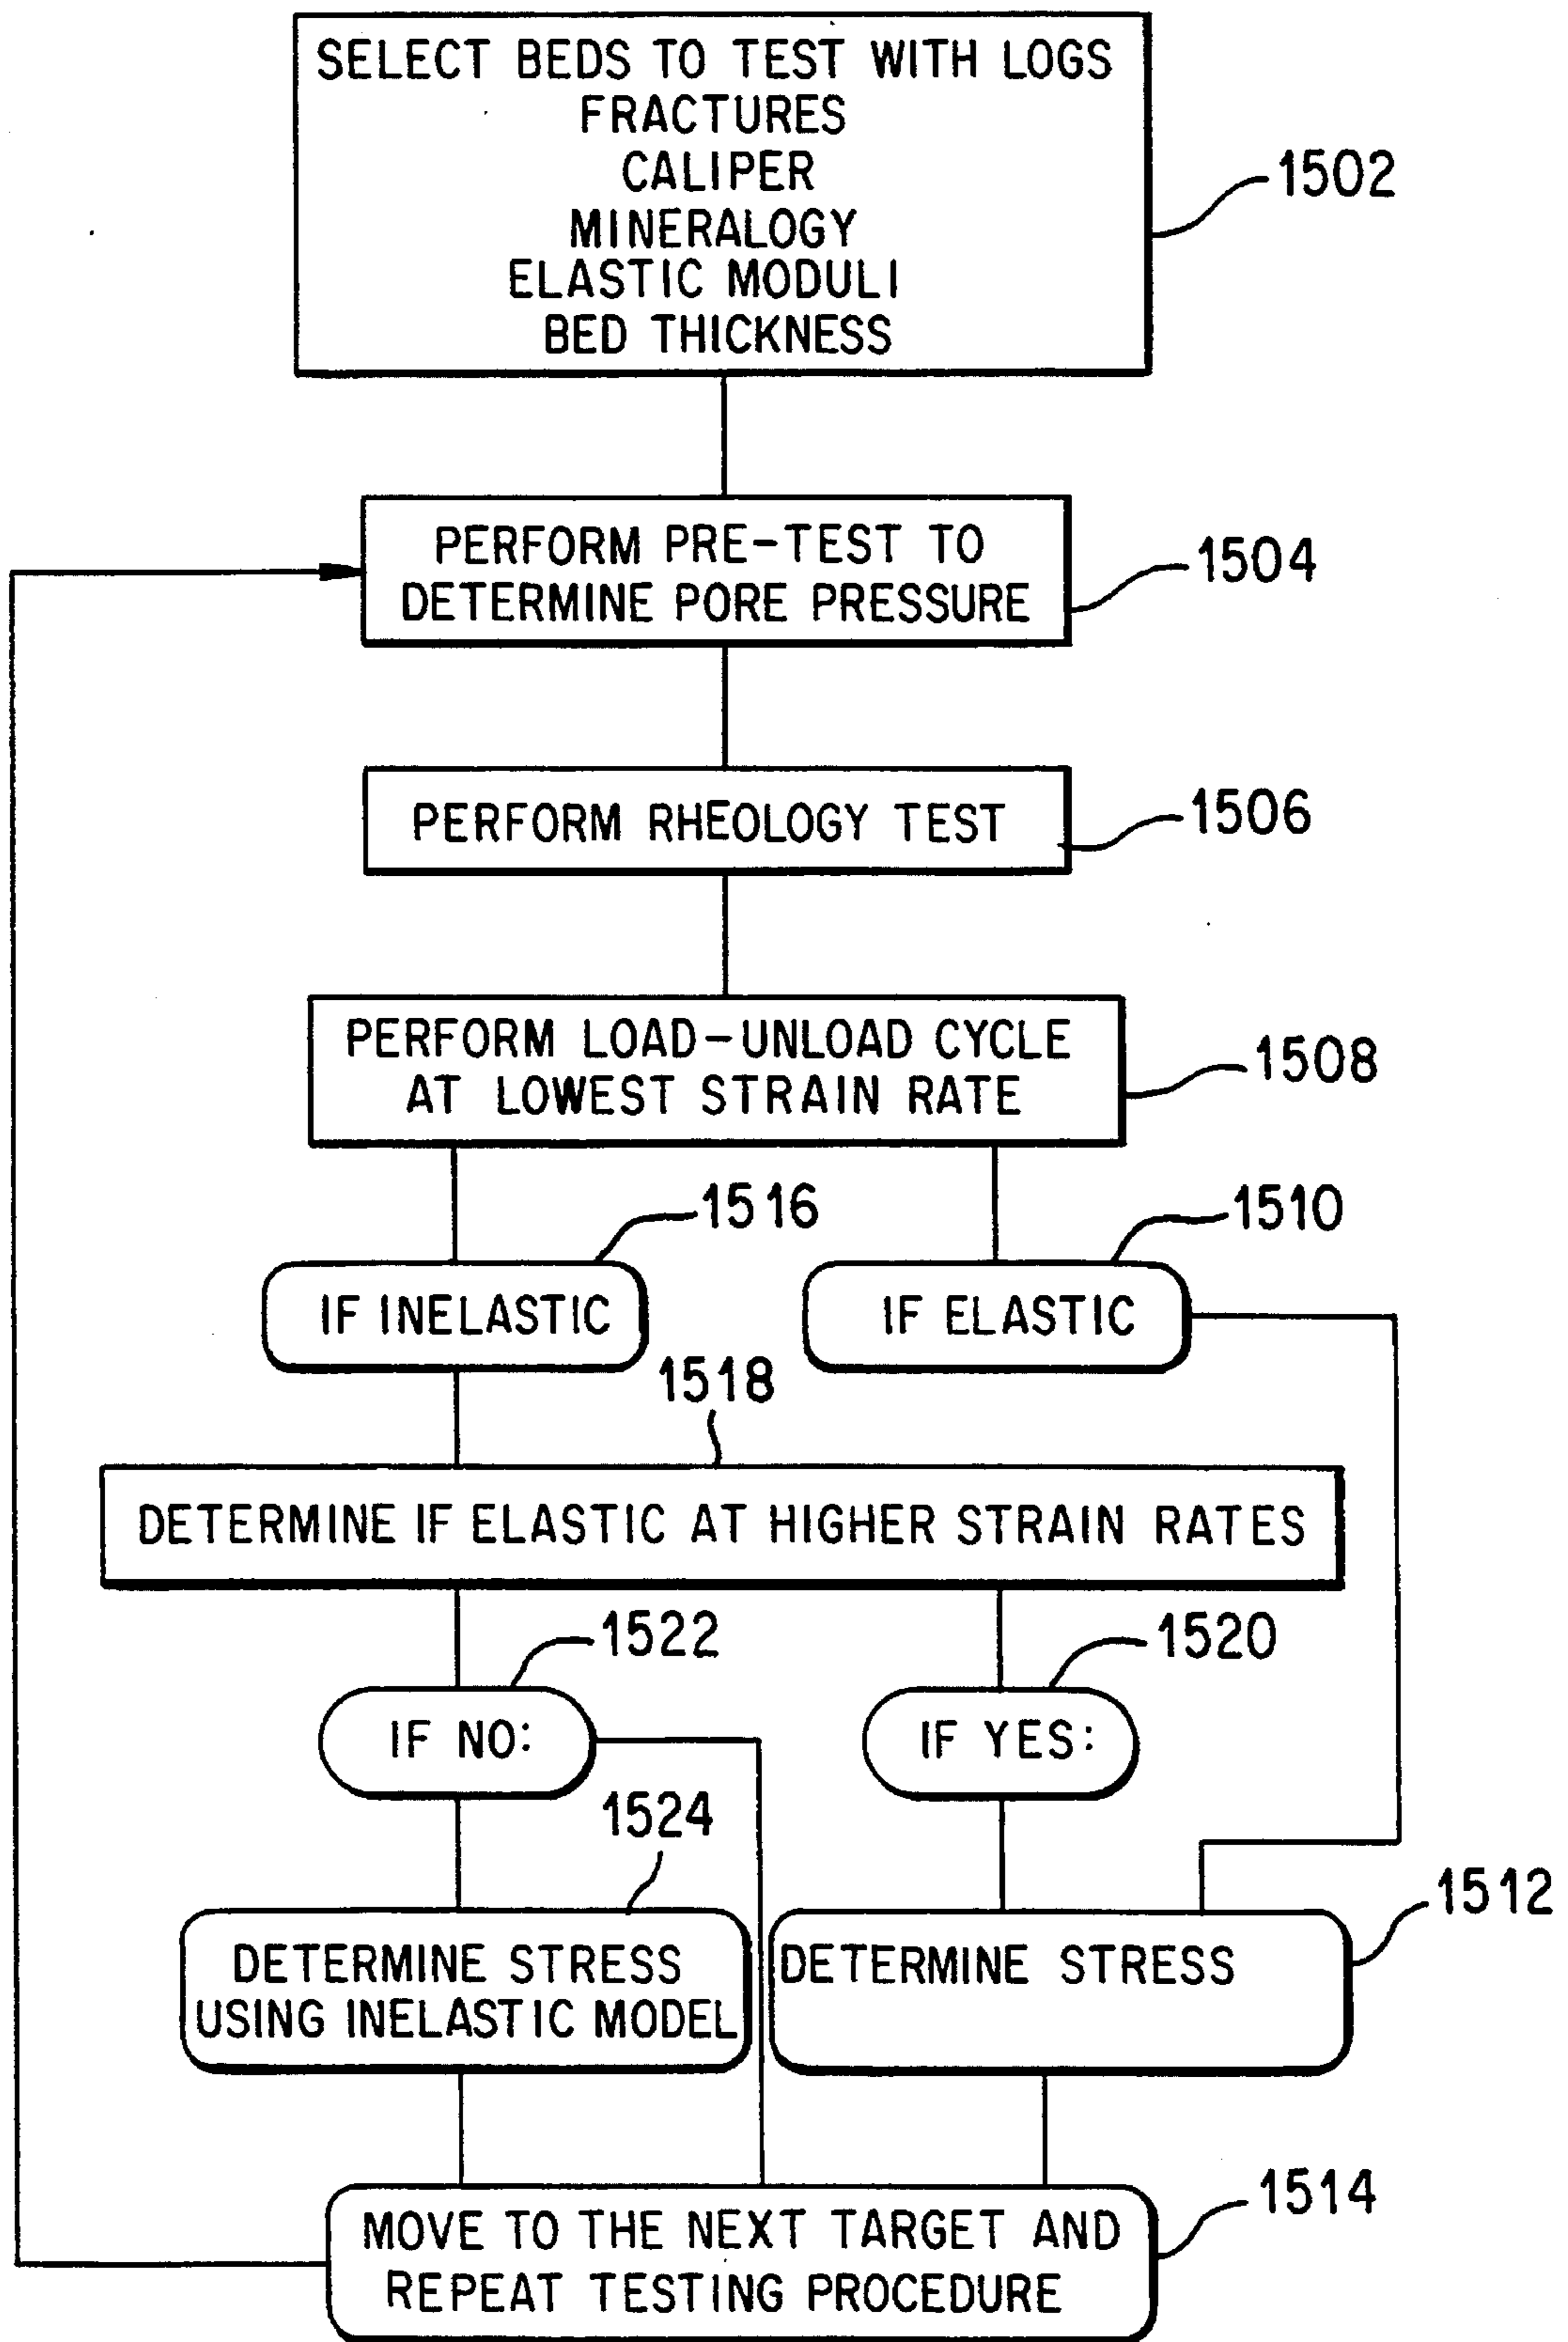 SELECT BEDS TO TEST WITH LOGS
FRACTURES
CALIPER
MINERALOGY
ELASTIC MODULI
BED THICKNESS
1502
PERFORM PRE-TEST TO
DETERMINE PORE PRESSURE
1504
PERFORM RHEOLOGY TEST
1506
PERFORM LOAD-UNLOAD CYCLE
AT LOWEST STRAIN RATE
1508
1516
1510
IF INELASTIC
IF ELASTIC
1518
DETERMINE IF ELASTIC AT HIGHER STRAIN RATES
1522
1520
IF NO:
IF YES:
1524
1512
DETERMINE STRESS
USING INELASTIC MODEL
DETERMINE STRESS
1514
MOVE TO THE NEXT TARGET AND
REPEAT TESTING PROCEDURE